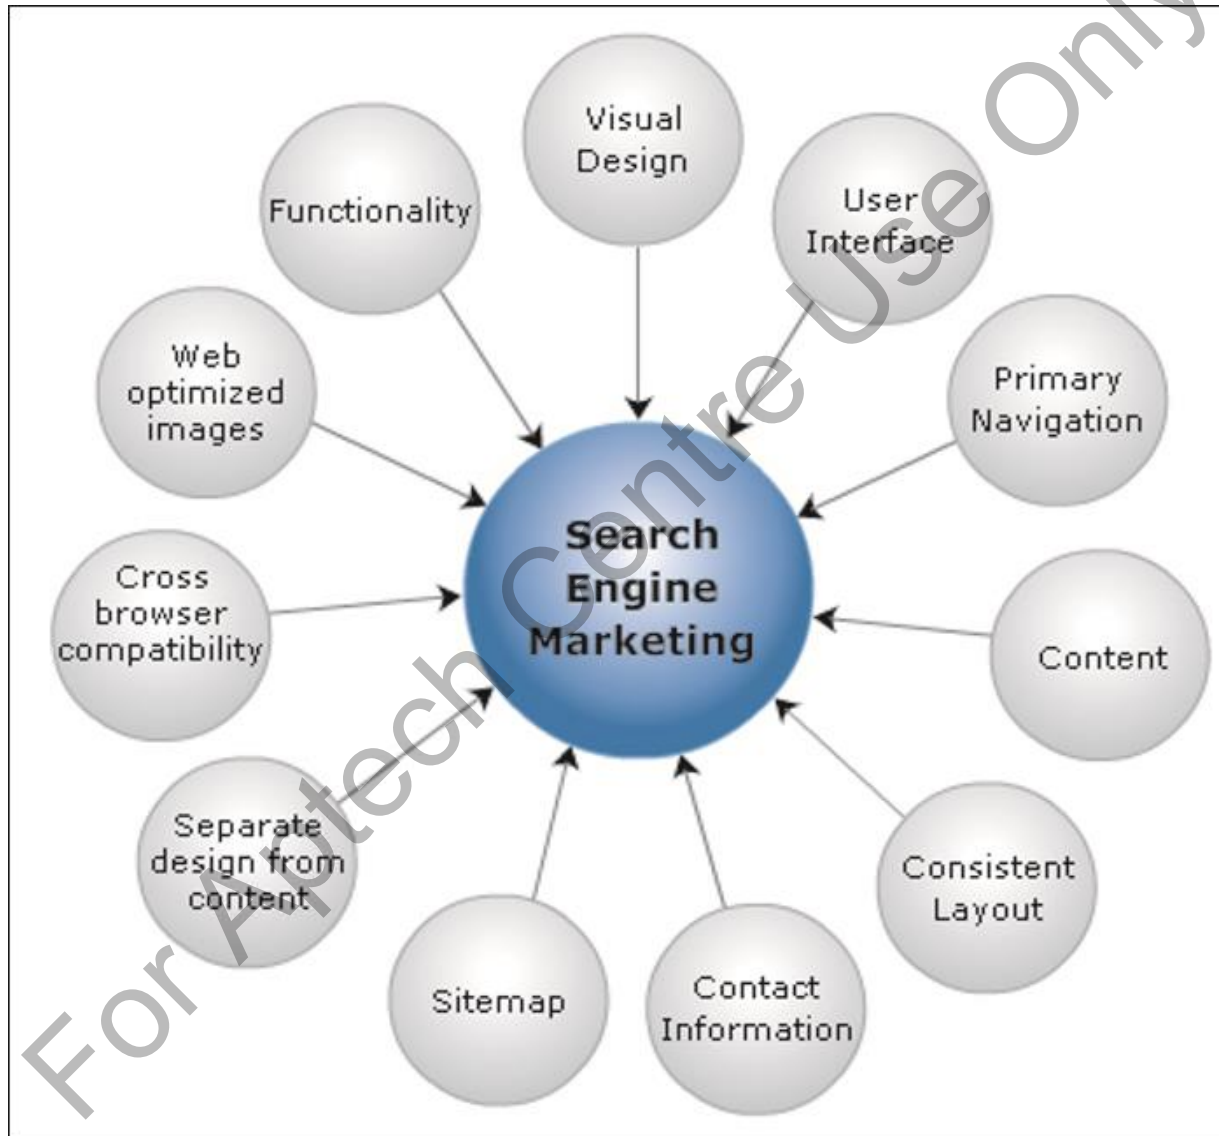 Visual
Design
User
Interface
Primary
Navigation
Content
Consistent
Layout
Contact
Information
Sitemap
Separate
design from
content
Cross
browser
compatibility
Web
optimized
images
Functionality
Search
Engine
Marketing
For Aptech Centre Use Only